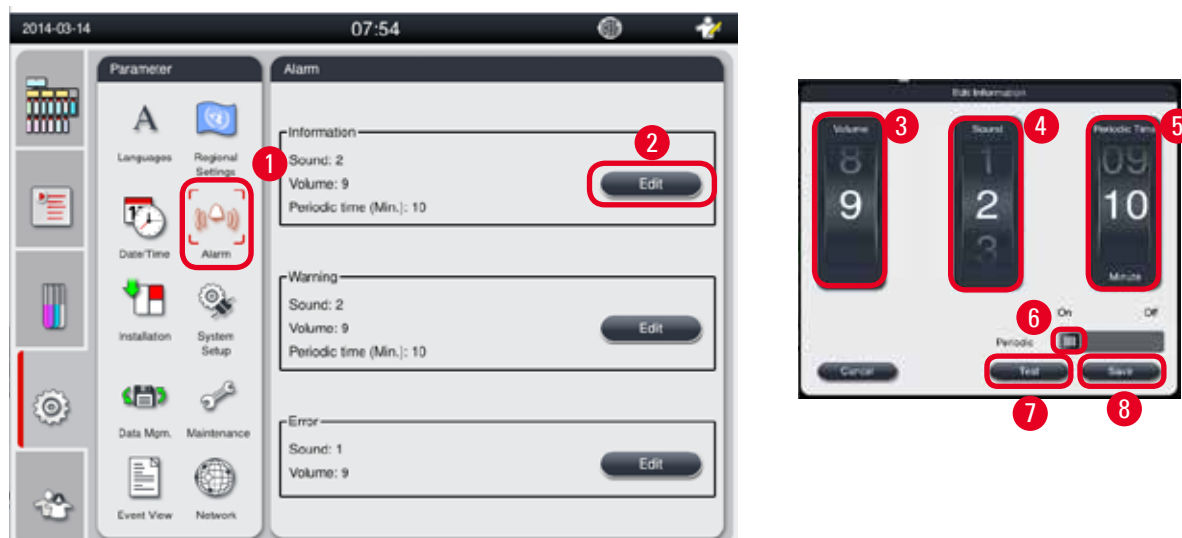 2014-03-14
07:54
Parameter
Languages
Regional
Settings
1
Date/Time
Alarm
Installation
System
Setup
Data Mgm.
Maintenance
Event View
Network
Alarm
Information
Sound: 2
Volume: 9
Periodic time (Min.): 10
2
Edit
Warning
Sound: 2
Volume: 9
Periodic time (Min.): 10
Edit
Error
Sound: 1
Volume: 9
Edit
Edit Information
Volume
3
Sound
4
Periodic Time
5
8
1
09
9
2
10
3
Minute
6
On
Off
Periodic
Cancel
Test
Save
7
8